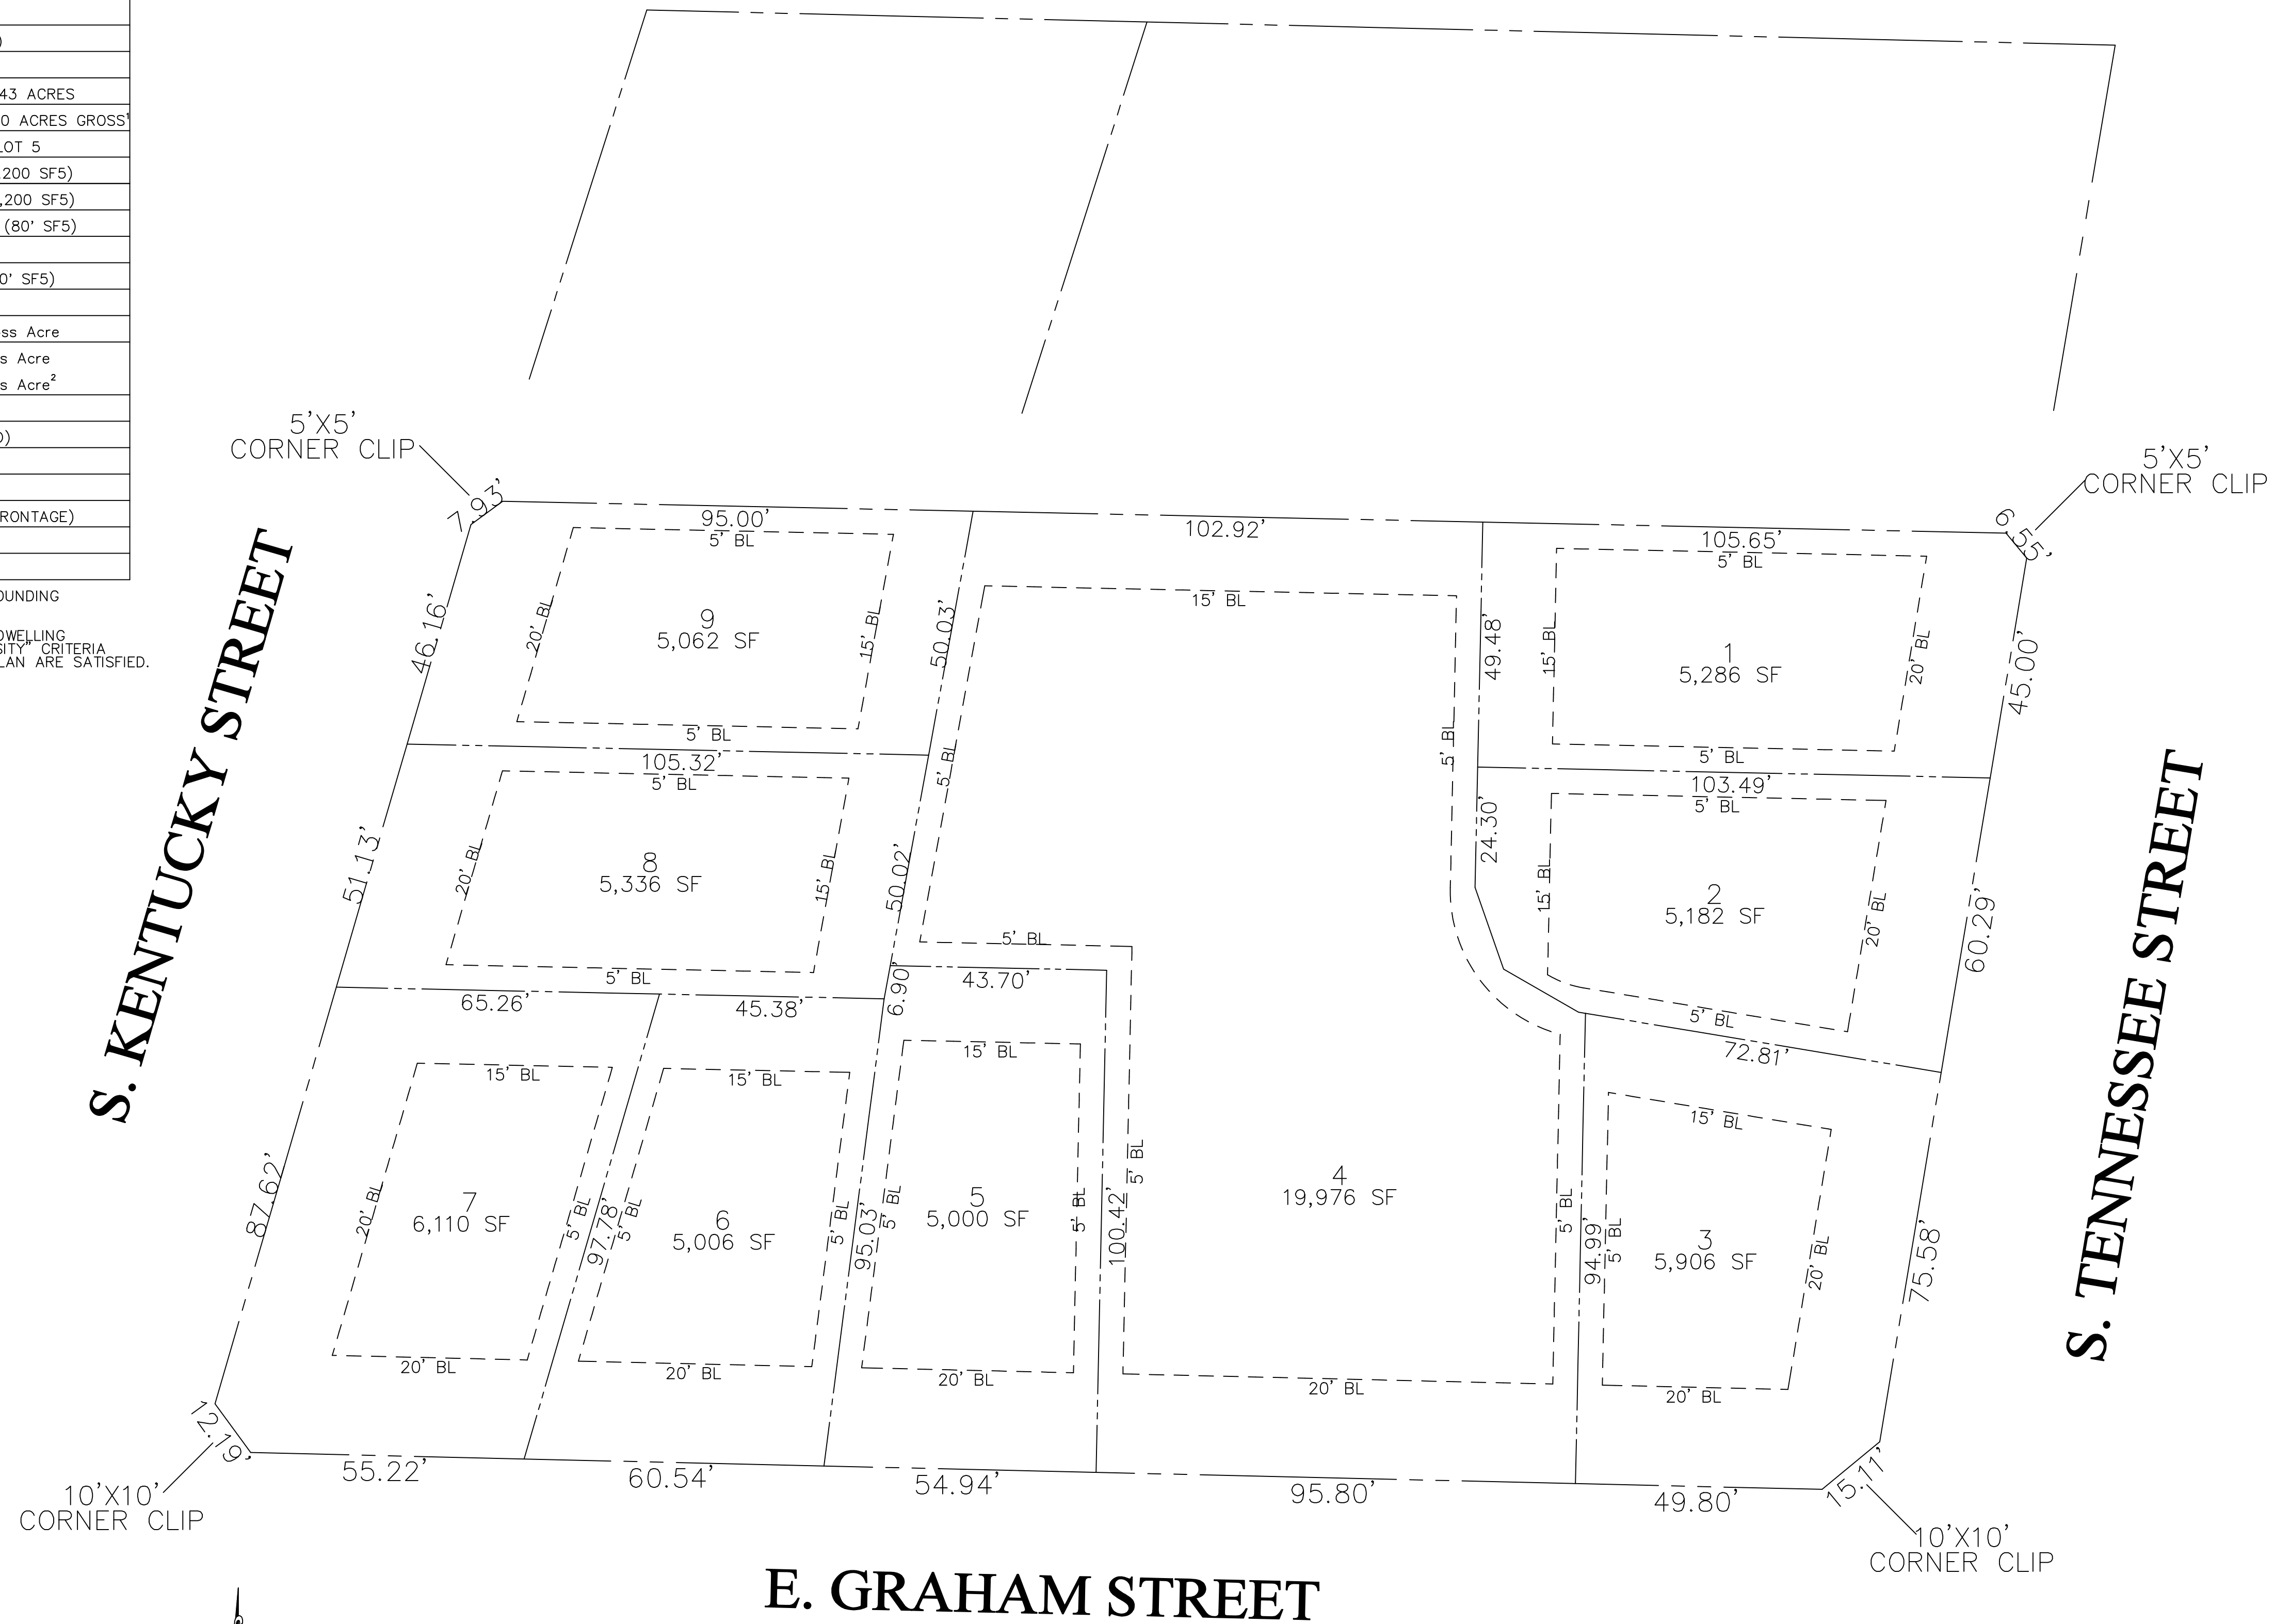 )
43 ACRES
0 ACRES GROSS¹
LOT 5
200 SF5)
,200 SF5)
(80' SF5)
0' SF5)
ss Acre
s Acre
s Acre²
)
RONTAGE)
OUNDING
DWELLING
SITY" CRITERIA
LAN ARE SATISFIED.
5'X5'
CORNER CLIP
7.93'
95.00'
5' BL
102.92'
105.65'
5' BL
6.55'
5'X5'
CORNER CLIP
46.16'
20' BL
9
5,062 SF
15' BL
50.03'
15' BL
49.48'
15' BL
1
5,286 SF
20' BL
45.00'
5' BL
105.32'
5' BL
5' BL
5' BL
5' BL
103.49'
5' BL
51.13'
20' BL
8
5,336 SF
15' BL
50.02'
24.30'
15' BL
2
5,182 SF
20' BL
60.29'
5' BL
5' BL
5' BL
72.81'
65.26'
45.38'
6.90'
43.70'
S. KENTUCKY STREET
S. TENNESSEE STREET
87.62'
15' BL
20' BL
7
6,110 SF
5' BL
97.78'
15' BL
5' BL
6
5,006 SF
5' BL
95.03'
15' BL
5' BL
5
5,000 SF
5' BL
100.42'
5' BL
4
19,976 SF
5' BL
94.99'
15' BL
5' BL
3
5,906 SF
20' BL
75.58'
20' BL
20' BL
20' BL
20' BL
20' BL
12.19'
10'X10'
CORNER CLIP
55.22'
60.54'
54.94'
95.80'
49.80'
15.11'
10'X10'
CORNER CLIP
E. GRAHAM STREET